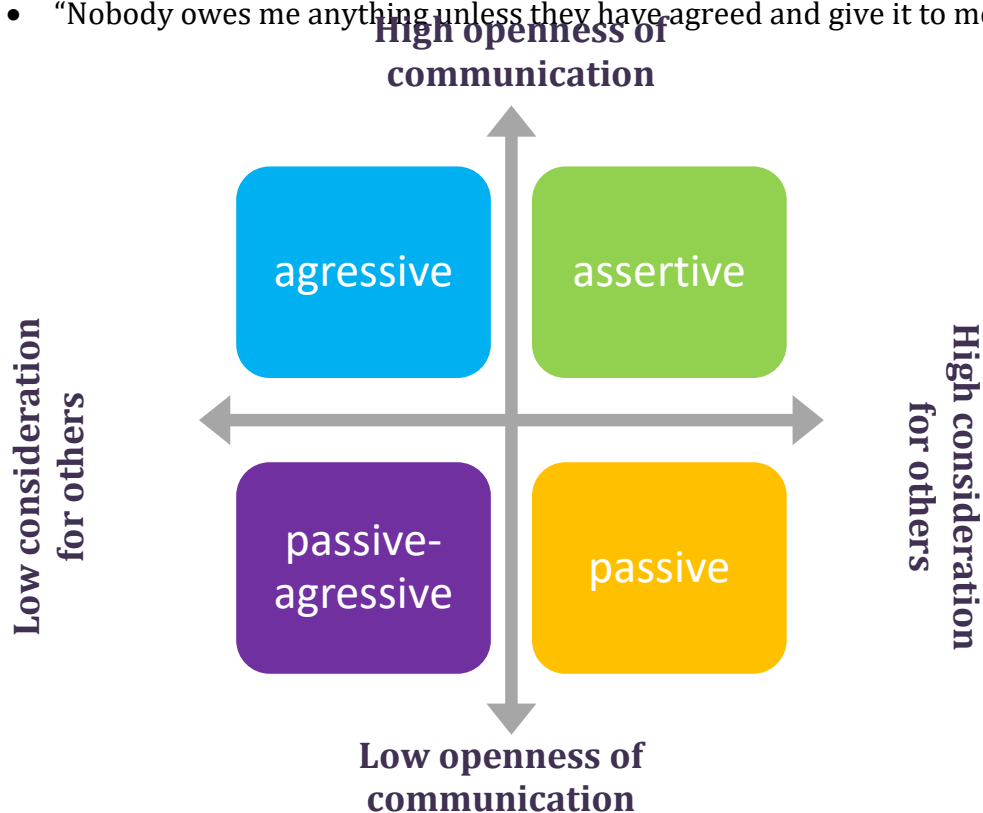 • “Nobody owes me anything unless they have agreed and give it to me
High openness of
communication
agressive
assertive
Low consideration
for others
High consideration
for others
passive-
agressive
passive
Low openness of
communication